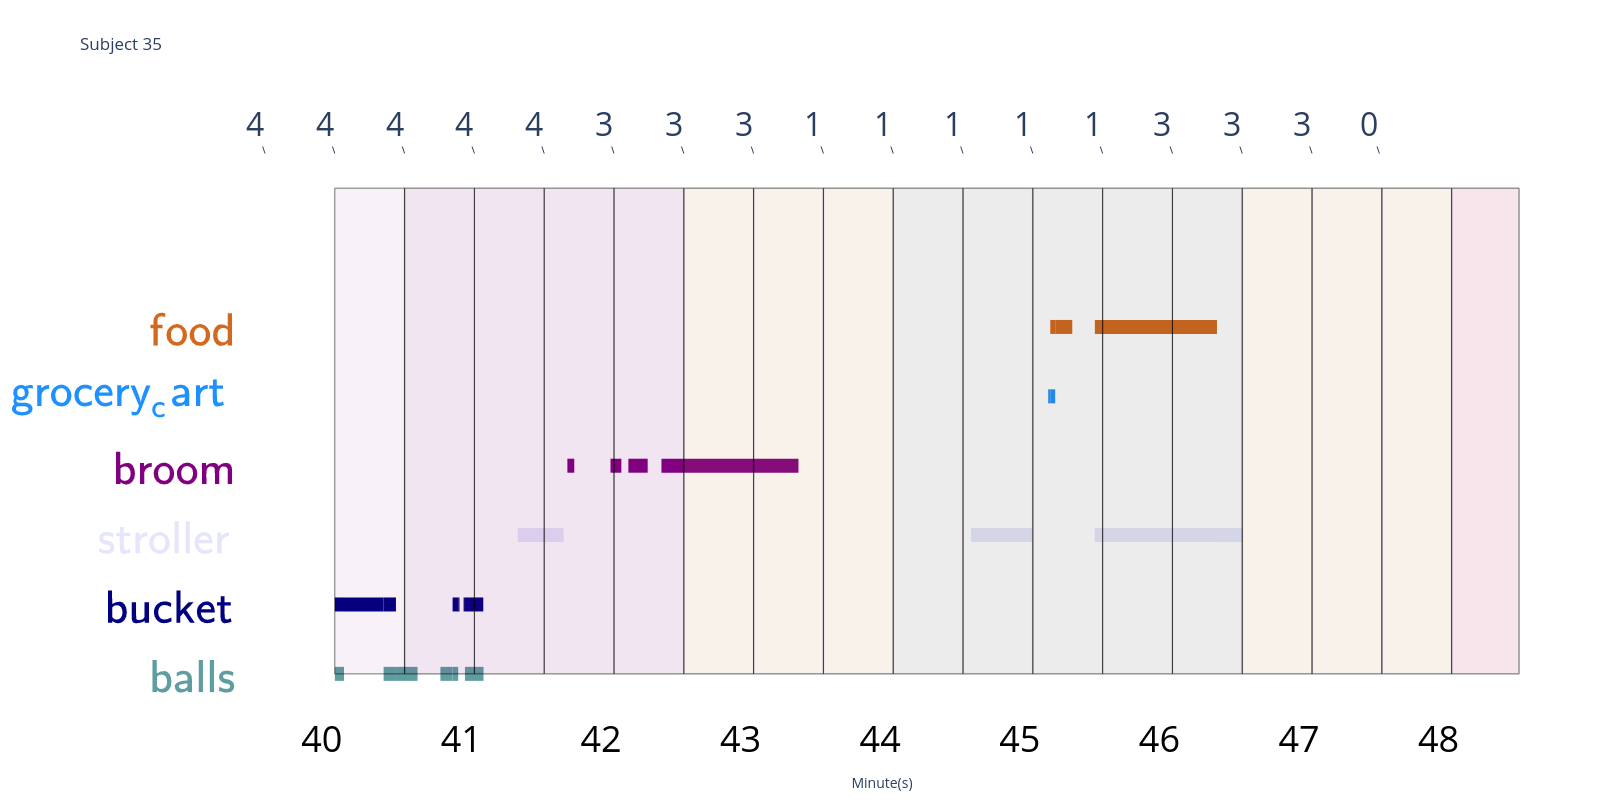 Subject 35
4 4 4 4 4 3 3 3 1 1 1 1 1 3 3 3 0
food
grocery_cart
broom
stroller
bucket
balls
40 41 42 43 44 45 46 47 48
Minute(s)